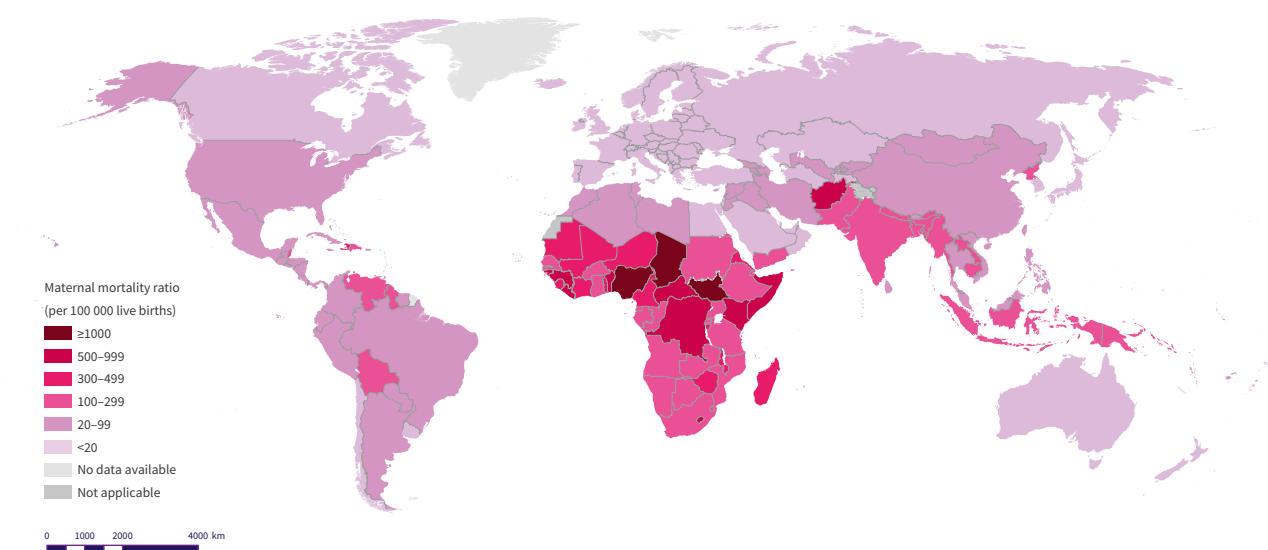 Maternal mortality ratio
(per 100 000 live births)
≥1000
500–999
300–499
100–299
20–99
<20
No data available
Not applicable
0 1000 2000 4000 km